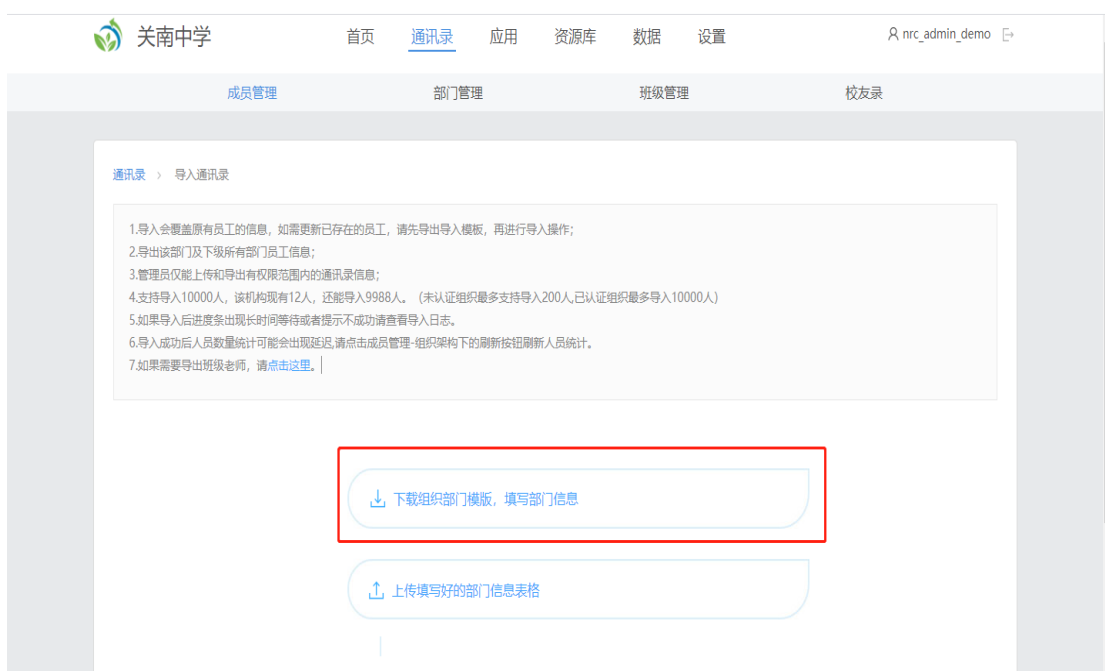 关南中学
首页 通讯录 应用 资源库 数据 设置 nrc_admin_demo
成员管理 部门管理 班级管理 校友录
通讯录 > 导入通讯录
1.导入会覆盖原有员工的信息，如需更新已存在的员工，请先导出导入模板，再进行导入操作；
2.导出该部门及下级所有部门员工信息；
3.管理员仅能上传和导出有权限范围内的通讯录信息；
4.支持导入10000人，该机构现有12人，还能导入9988人。（未认证组织最多支持导入200人,已认证组织最多导入10000人）
5.如果导入后进度条出现长时间等待或者提示不成功请查看导入日志。
6.导入成功后人员数量统计可能会出现延迟,请点击成员管理-组织架构下的刷新按钮刷新人员统计。
7.如果需要导出班级老师，请点击这里。
下载组织部门模版，填写部门信息
上传填写好的部门信息表格